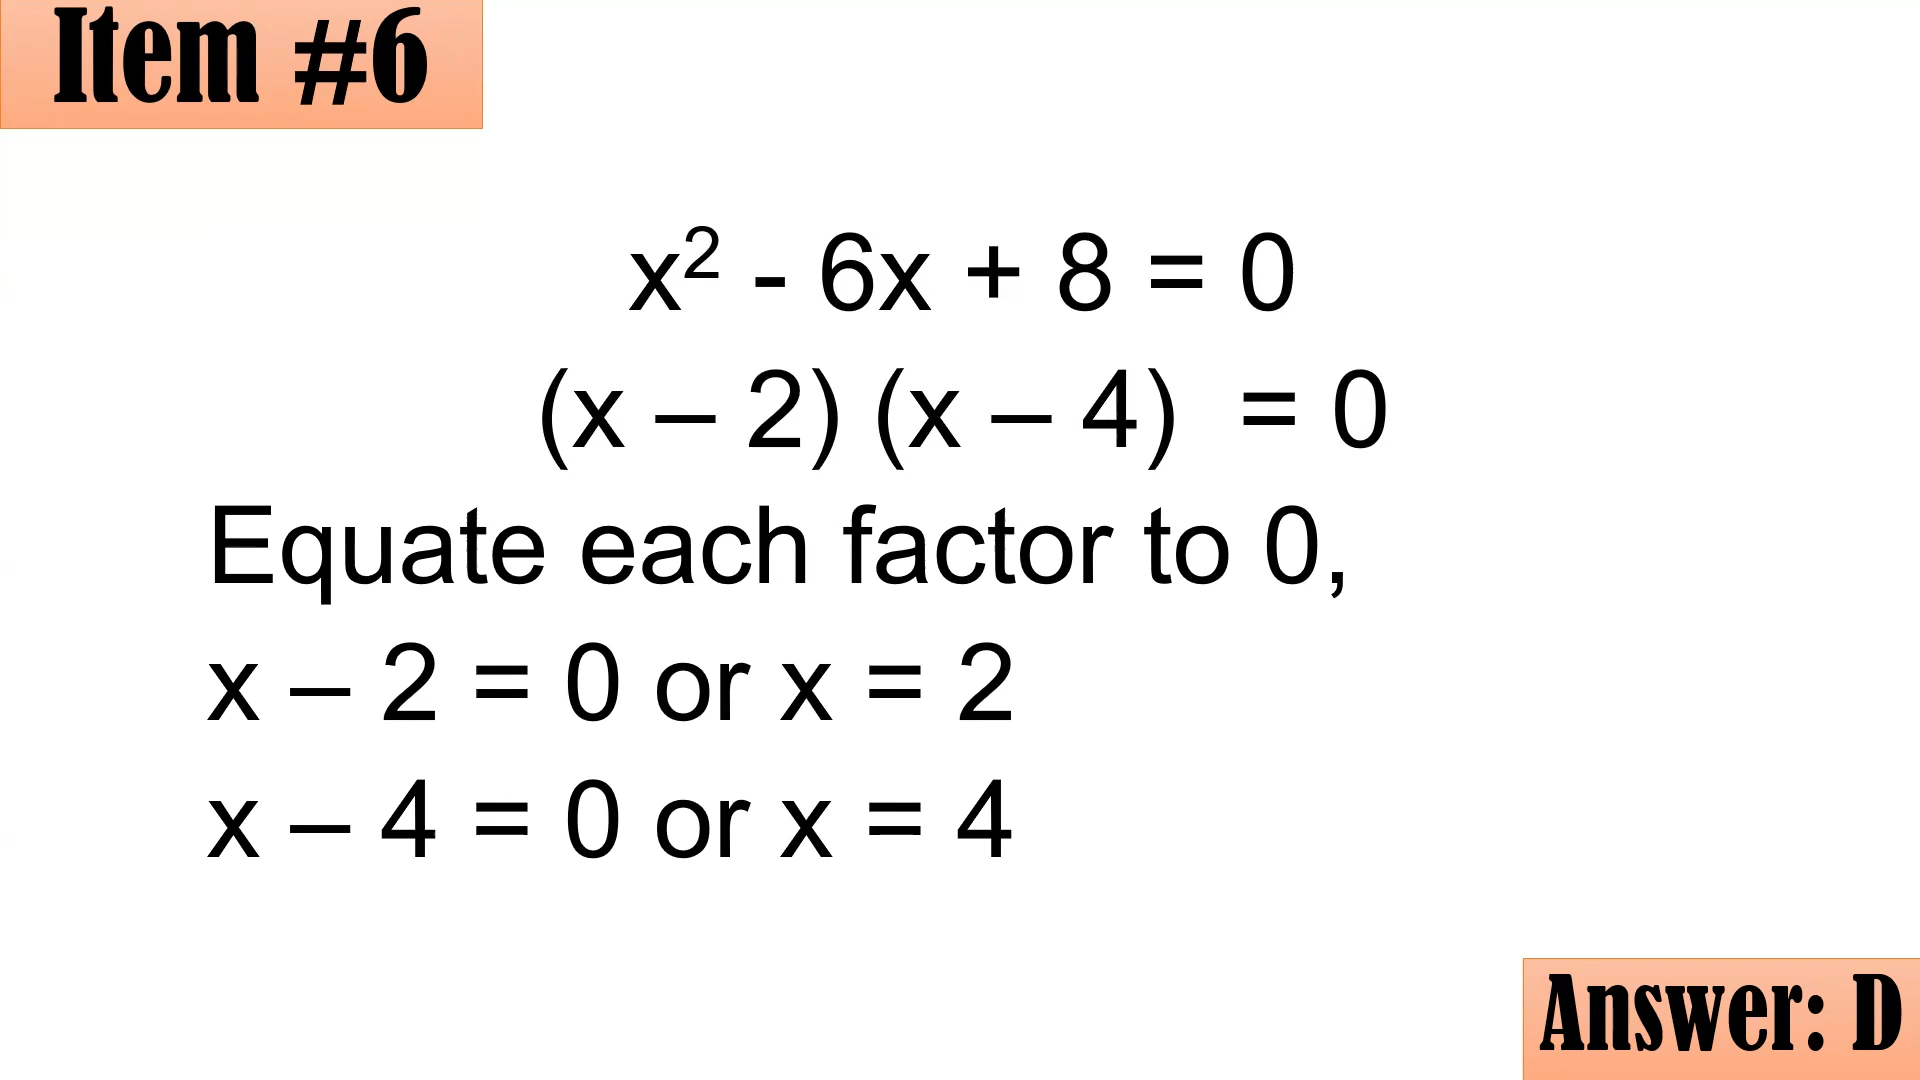 Item #6
x² - 6x + 8 = 0
(x – 2) (x – 4) = 0
Equate each factor to 0,
x – 2 = 0 or x = 2
x – 4 = 0 or x = 4
Answer: D